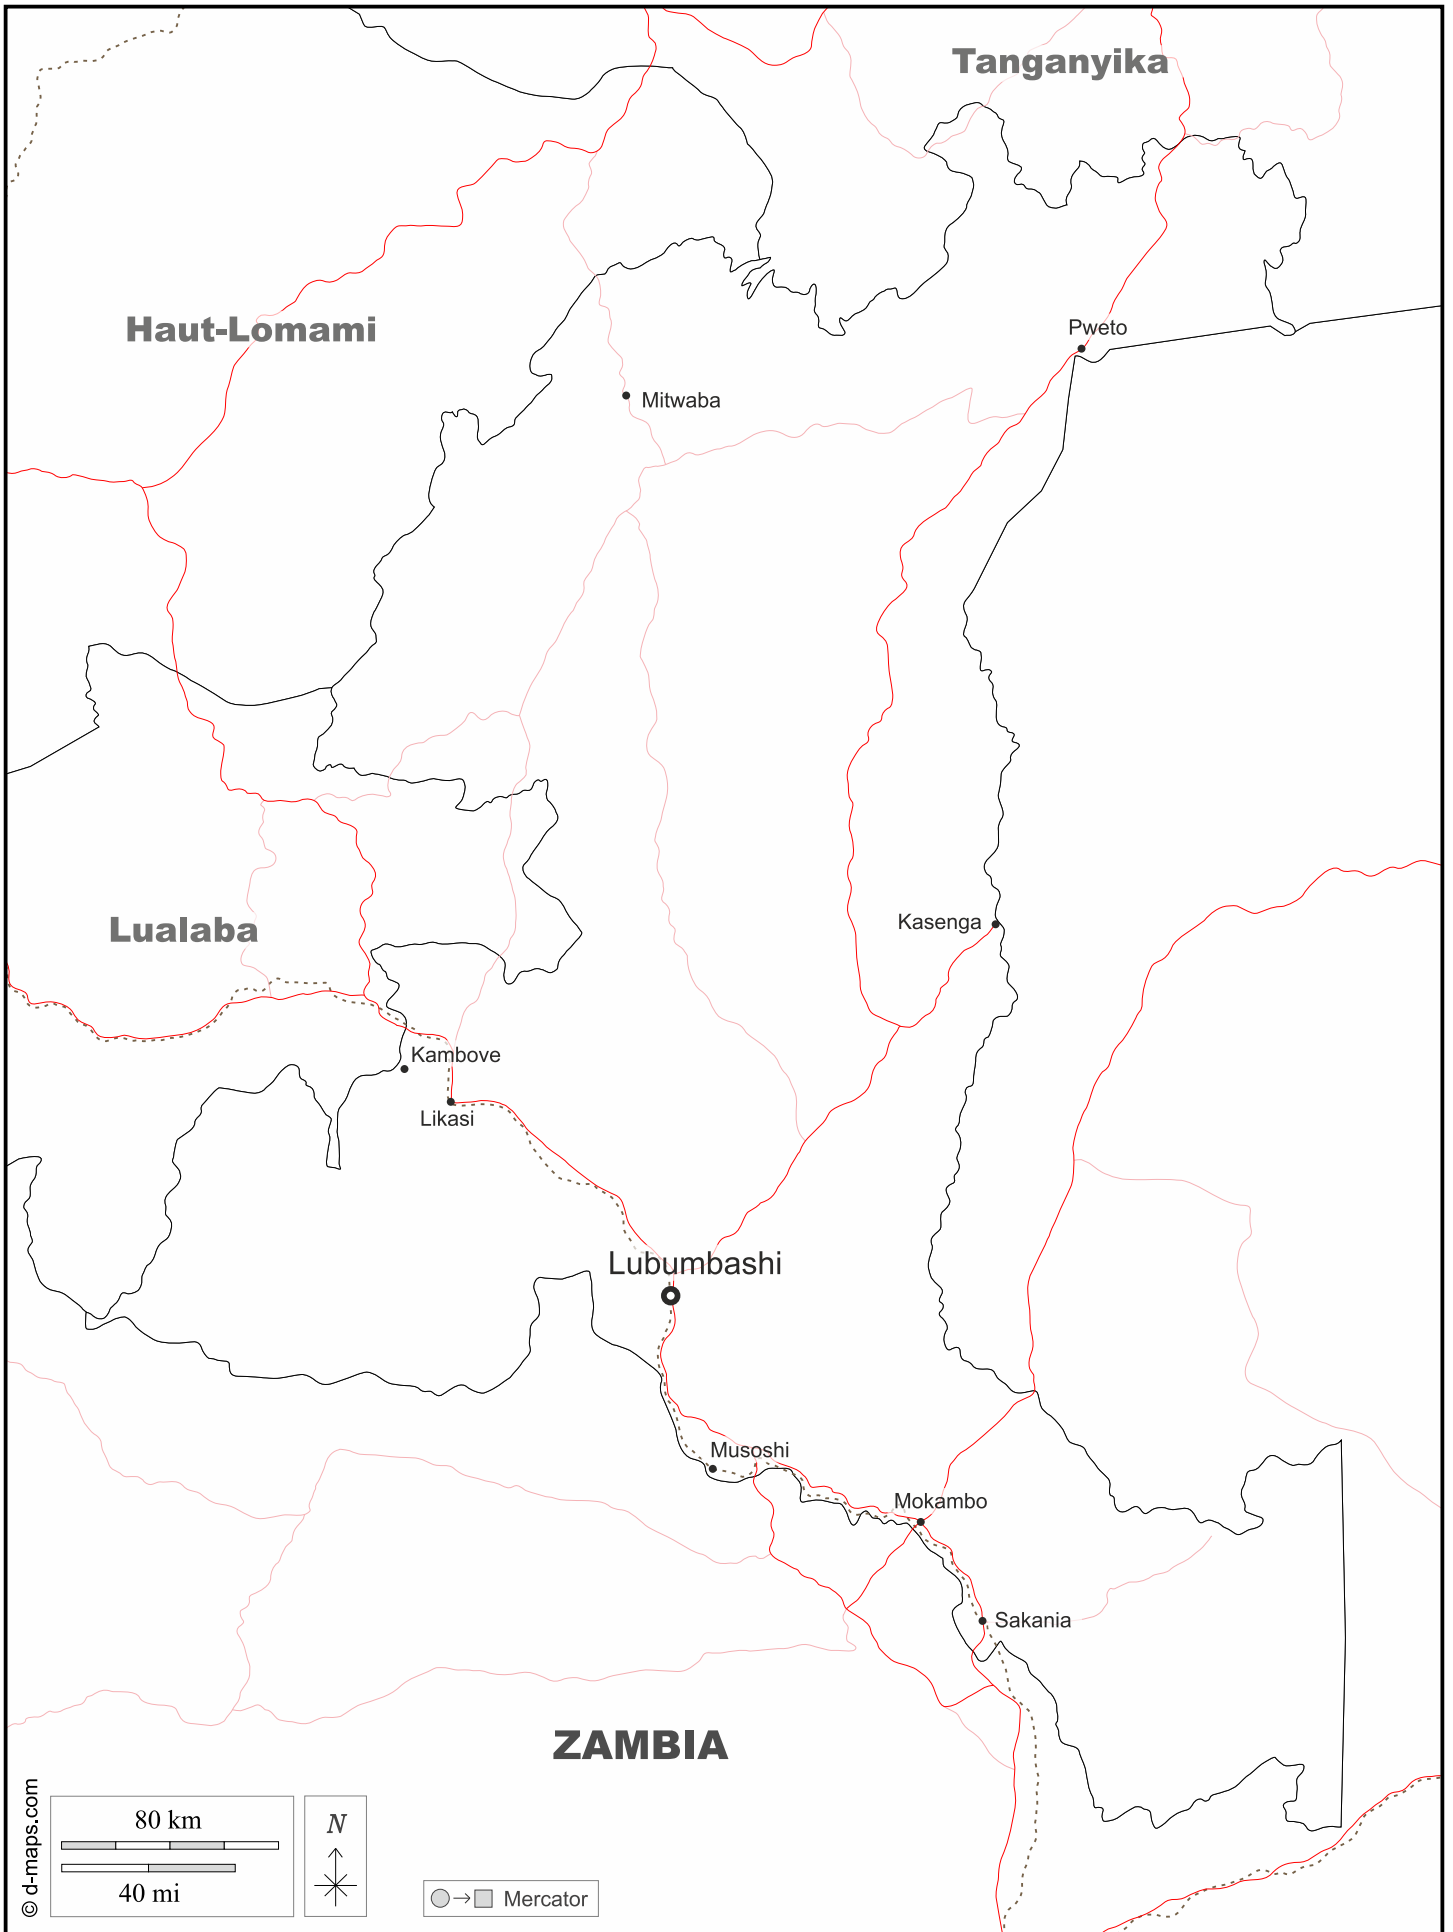 Tanganyika
Haut-Lomami
Pweto
Mitwaba
Lualaba
Kasenga
Kambove
Likasi
Lubumbashi
Musoshi
Mokambo
Sakania
ZAMBIA
© d-maps.com
80 km
40 mi
N
Mercator